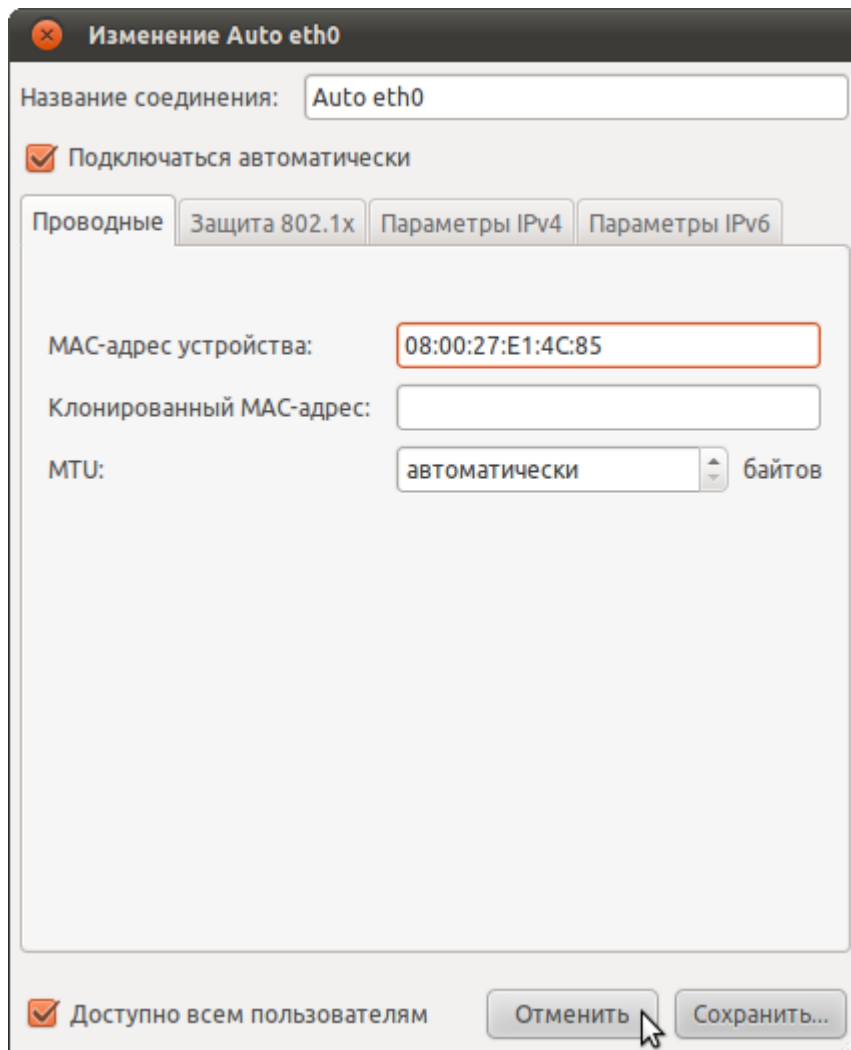 Изменение Auto eth0
Название соединения: Auto eth0
Подключаться автоматически
Проводные Защита 802.1x Параметры IPv4 Параметры IPv6
MAC-адрес устройства: 08:00:27:E1:4C:85
Клонированный MAC-адрес:
MTU: автоматически байтов
Доступно всем пользователям Отменить Сохранить...